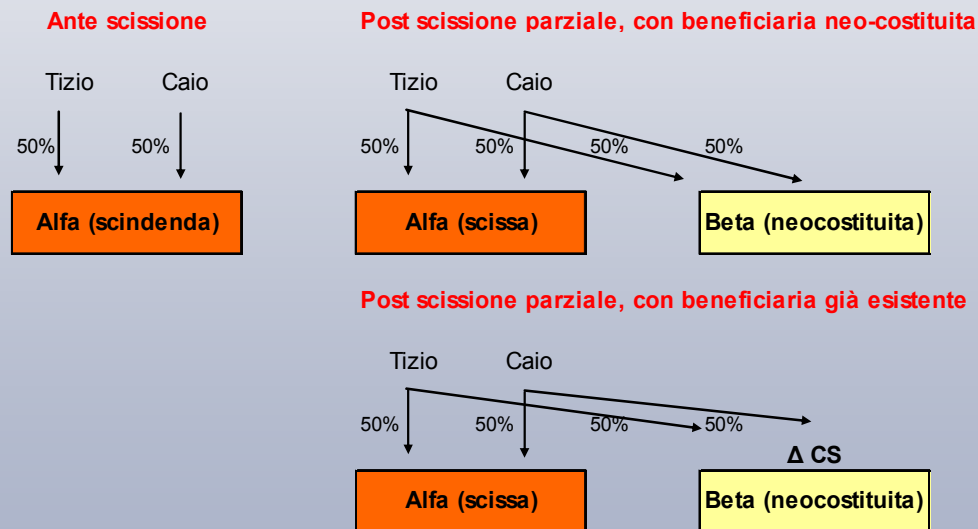 Ante scissione
Tizio Caio
50% 50%
Alfa (scindenda)
Post scissione parziale, con beneficiaria neo-costituita
Tizio Caio
50% 50% 50% 50%
Alfa (scissa) Beta (neocostituita)
Post scissione parziale, con beneficiaria già esistente
Tizio Caio
50% 50% 50% 50%
Δ CS
Alfa (scissa) Beta (neocostituita)